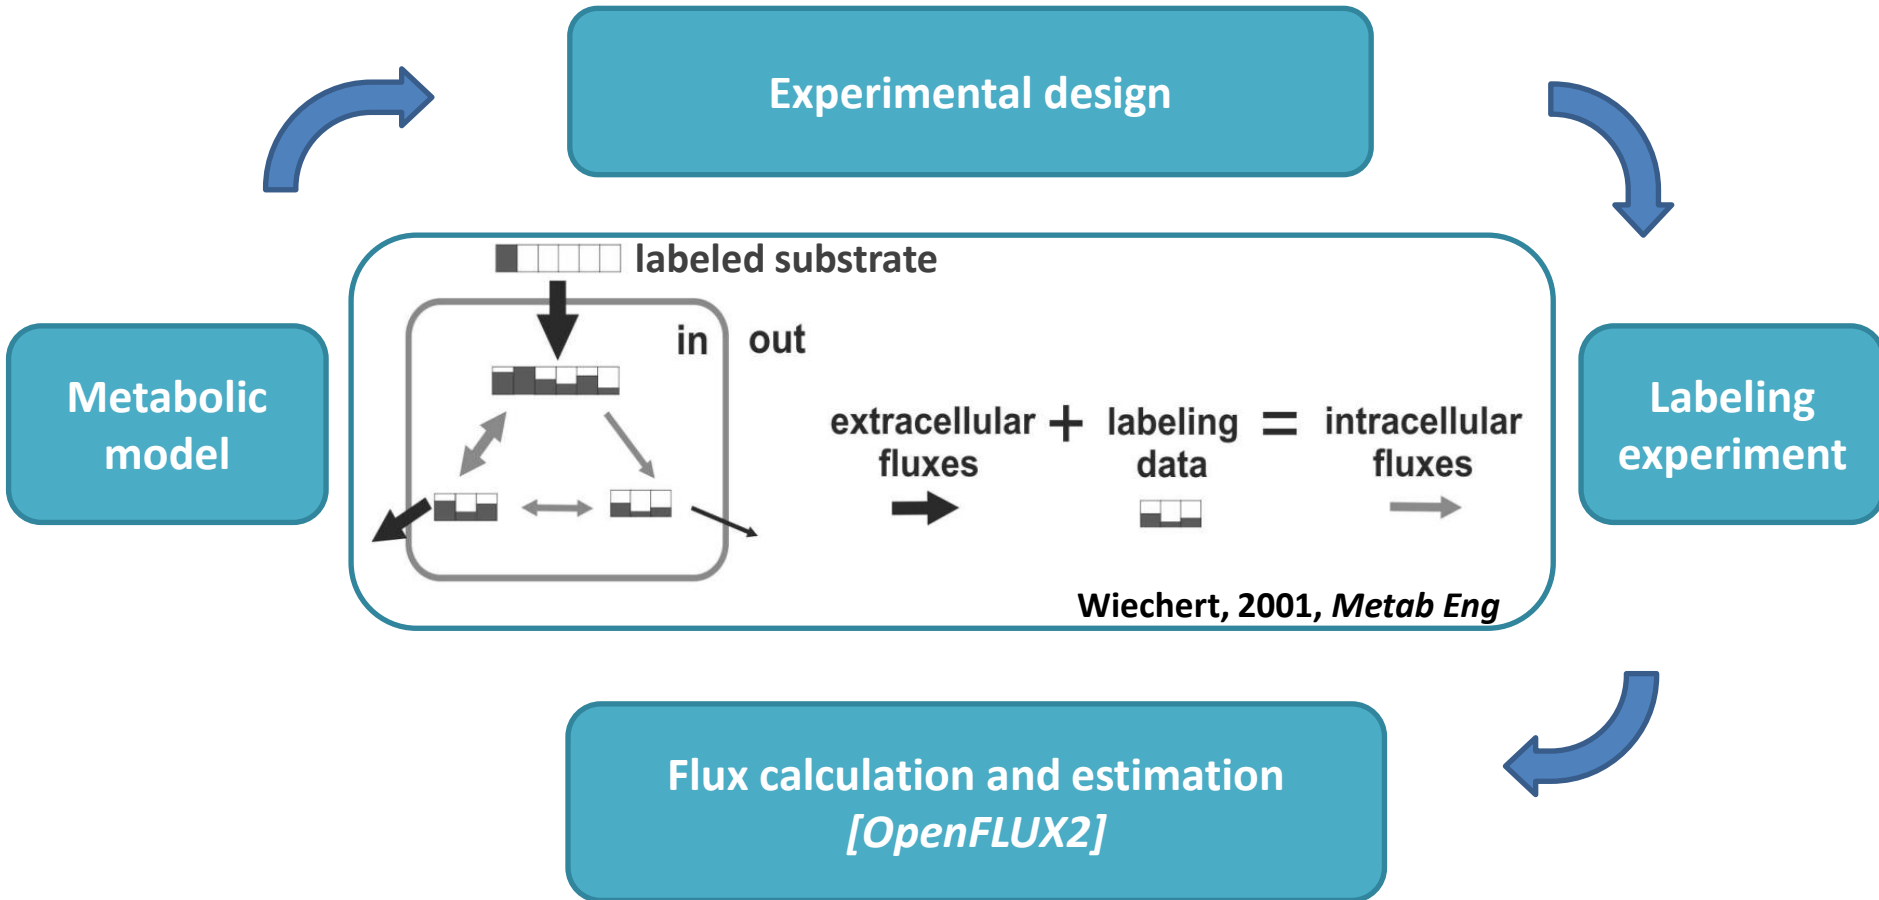 Experimental design
labeled substrate
in out
Metabolic
model
extracellular + labeling = intracellular
fluxes data fluxes
Labeling
experiment
Wiechert, 2001, Metab Eng
Flux calculation and estimation
[OpenFLUX2]